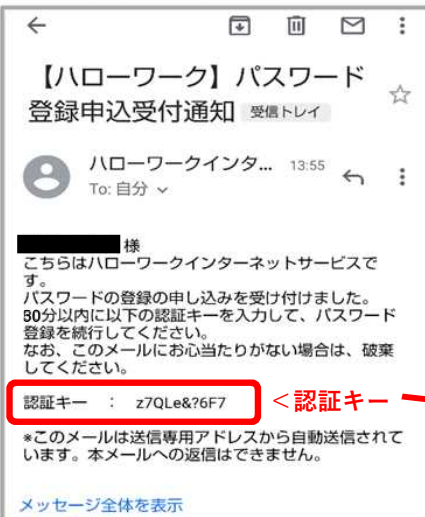 【ハローワーク】パスワード
登録申込受付通知 受信トレイ
ハローワークインタ... 13:55
To: 自分
様
こちらはハローワークインターネットサービスで
す。
パスワードの登録の申し込みを受け付けました。
30分以内に以下の認証キーを入力して、パスワード
登録を続行してください。
なお、このメールにお心当たりがない場合は、破棄
してください。
認証キー : z7QLe&?6F7 <認証キー
*このメールは送信専用アドレスから自動送信されて
います。本メールへの返信はできません。
メッセージ全体を表示